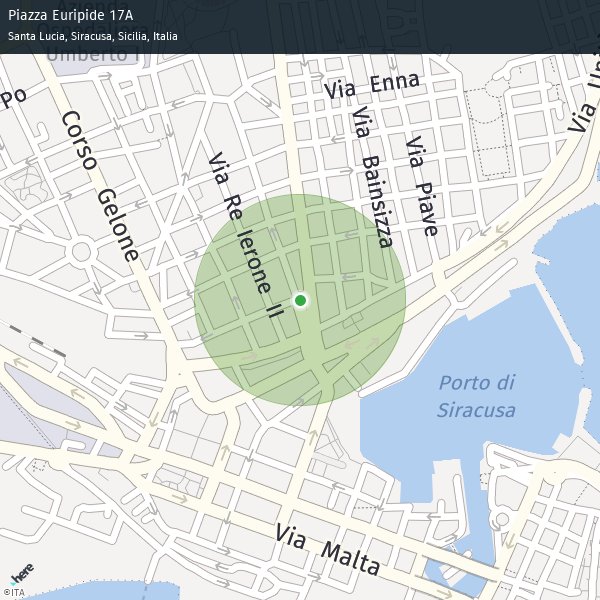 Piazza Euripide 17A
Santa Lucia, Siracusa, Sicilia, Italia
Umberto I
Via Enna
Po
Corso Gelone
Via Re Ierone II
Via Bainsizza
Via Piave
Via Uni
Porto di
Siracusa
Via Malta
here
©ITA